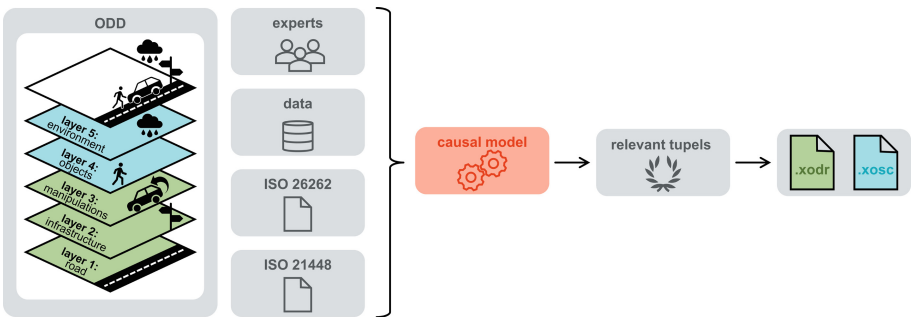 ODD
layer 5:
environment
layer 4:
objects
layer 3:
manipulations
layer 2:
infrastructure
layer 1:
road
experts
data
ISO 26262
ISO 21448
causal model
relevant tupels
.xodr
.xosc